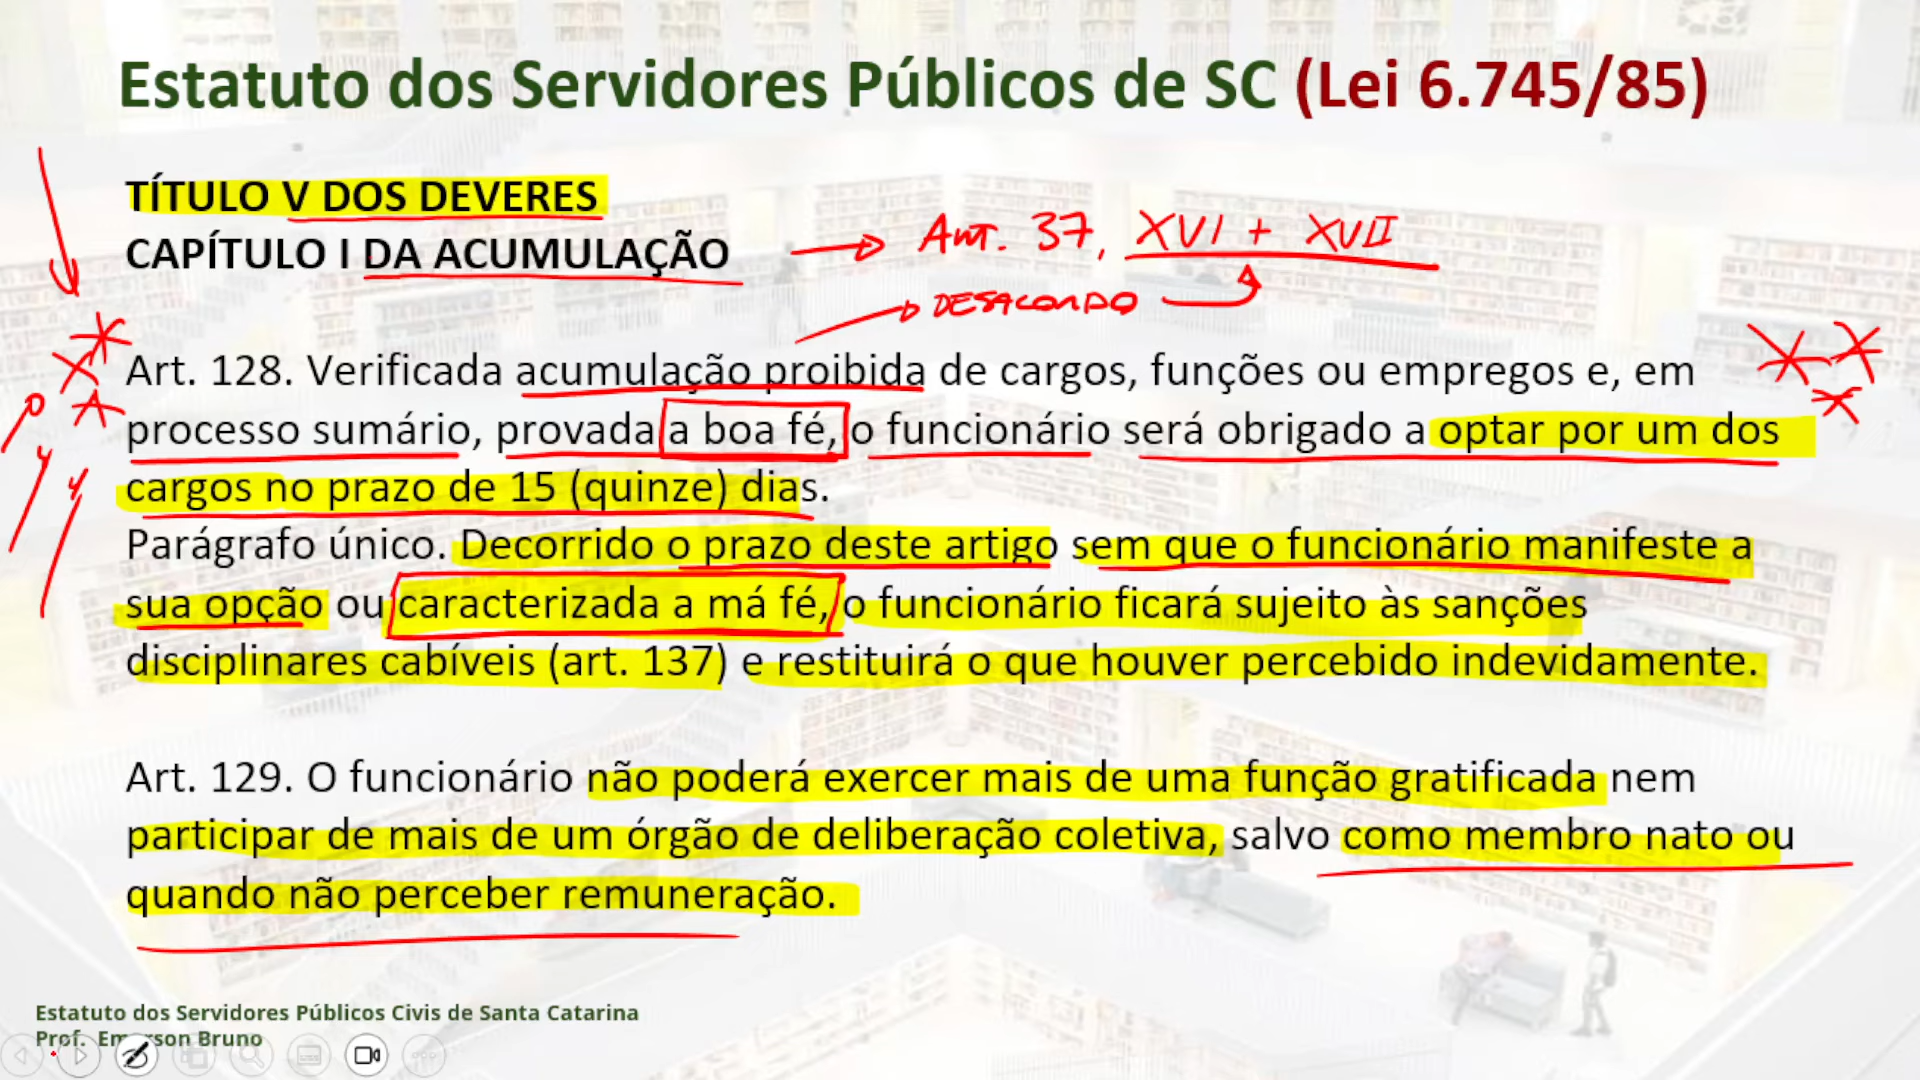 Estatuto dos Servidores Públicos de SC (Lei 6.745/85)
TÍTULO V DOS DEVERES
CAPÍTULO I DA ACUMULAÇÃO
Art. 37, XVI + XVII
DESACORDO
Art. 128. Verificada acumulação proibida de cargos, funções ou empregos e, em
processo sumário, provada a boa fé, o funcionário será obrigado a optar por um dos
cargos no prazo de 15 (quinze) dias.
Parágrafo único. Decorrido o prazo deste artigo sem que o funcionário manifeste a
sua opção ou caracterizada a má fé, o funcionário ficará sujeito às sanções
disciplinares cabíveis (art. 137) e restituirá o que houver percebido indevidamente.
Art. 129. O funcionário não poderá exercer mais de uma função gratificada nem
participar de mais de um órgão de deliberação coletiva, salvo como membro nato ou
quando não perceber remuneração.
Estatuto dos Servidores Públicos Civis de Santa Catarina
Prof. Emerson Bruno